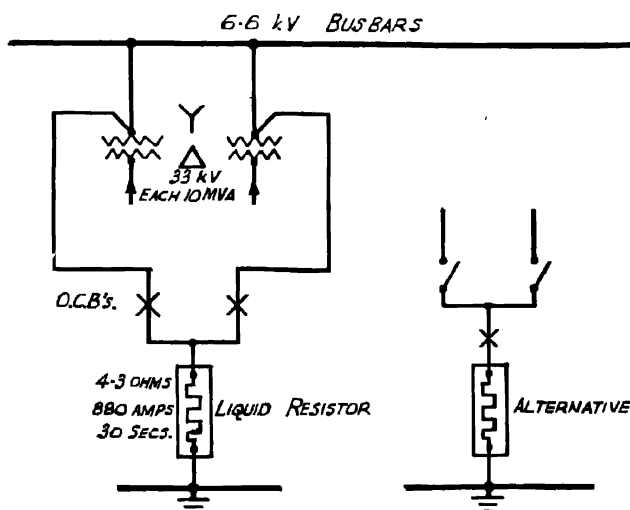 6.6 kV BUSBARS
33 kV
EACH 10 MVA
O.C.B's.
4.3 OHMS
880 AMPS
30 SECS.
LIQUID RESISTOR
ALTERNATIVE